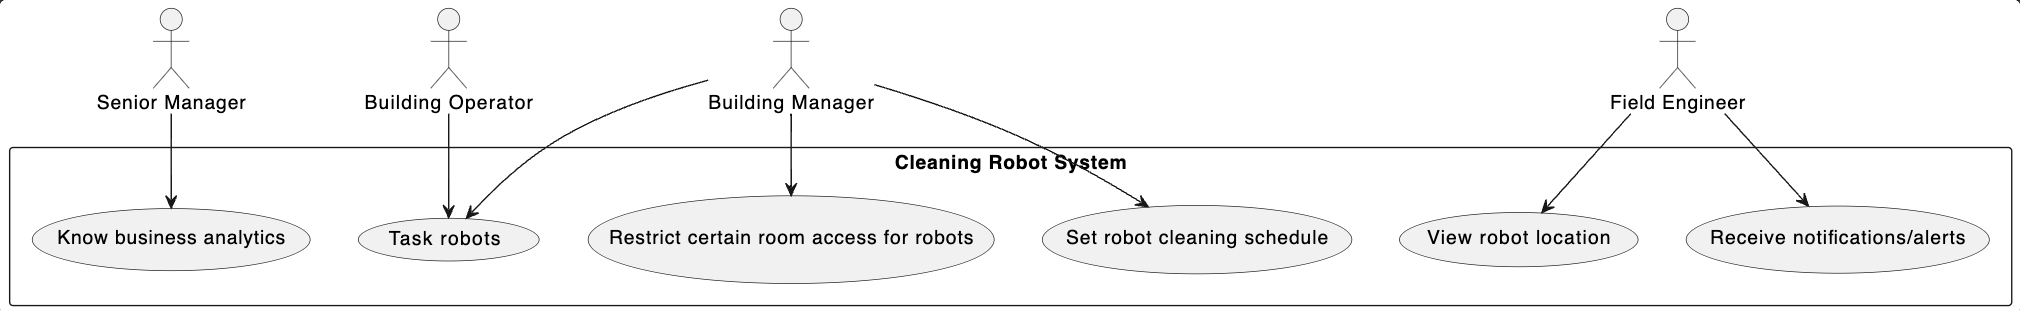 Senior Manager
Building Operator
Building Manager
Field Engineer
Cleaning Robot System
Know business analytics
Task robots
Restrict certain room access for robots
Set robot cleaning schedule
View robot location
Receive notifications/alerts